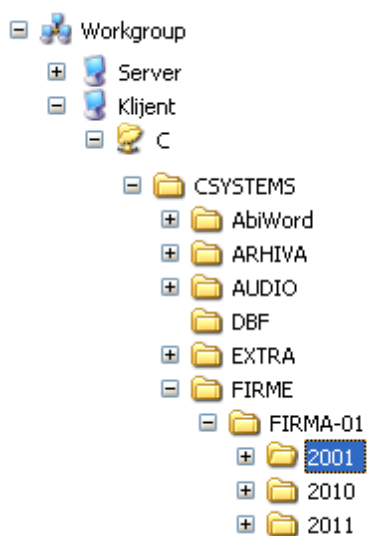 Workgroup
Server
Klijent
C
CSYSTEMS
AbiWord
ARHIVA
AUDIO
DBF
EXTRA
FIRME
FIRMA-01
2001
2010
2011